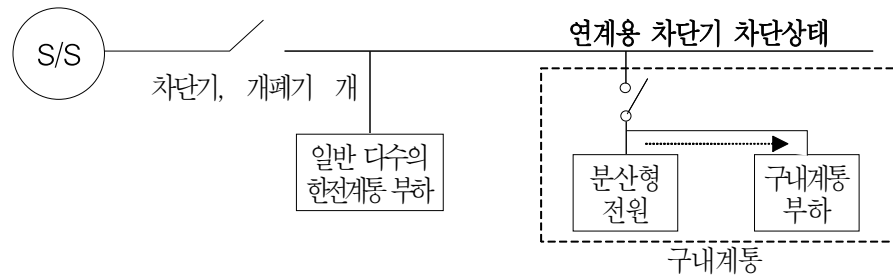 연계용 차단기 차단상태
S/S
차단기, 개폐기 개
일반 다수의
한전계통 부하
분산형
전원
구내계통
부하
구내계통